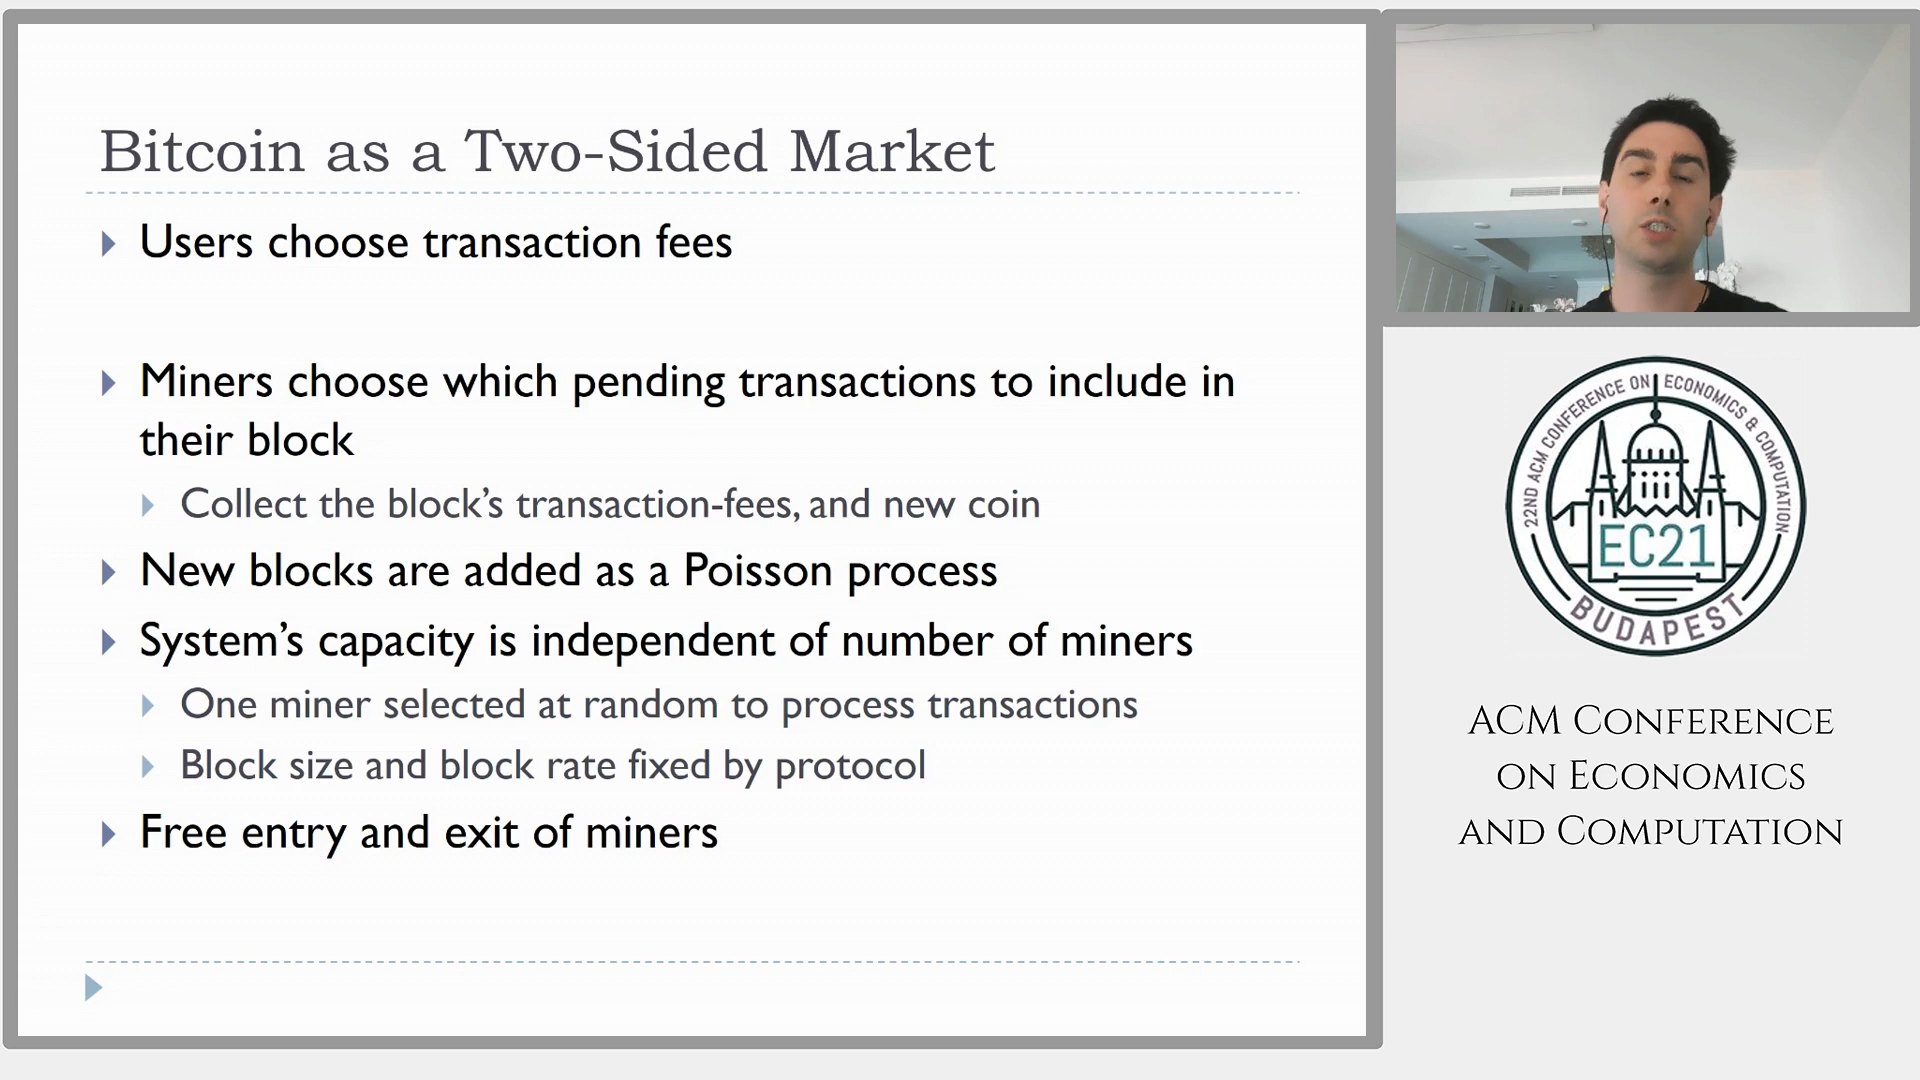 Bitcoin as a Two-Sided Market
Users choose transaction fees
Miners choose which pending transactions to include in
their block
Collect the block's transaction-fees, and new coin
New blocks are added as a Poisson process
System's capacity is independent of number of miners
One miner selected at random to process transactions
Block size and block rate fixed by protocol
Free entry and exit of miners
22ND ACM CONFERENCE ON ECONOMICS & COMPUTATION
EC21
BUDAPEST
ACM Conference
on Economics
and Computation